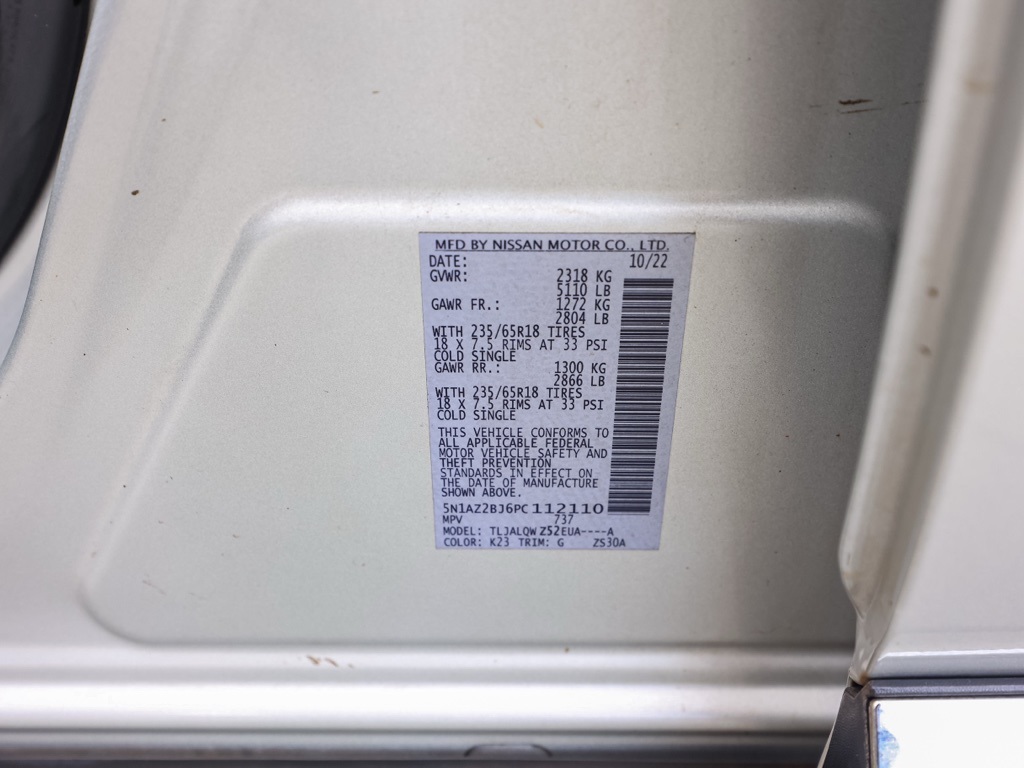 MFD BY NISSAN MOTOR CO., LTD.
DATE: 10/22
GVWR: 2318 KG
5110 LB
GAWR FR.: 1272 KG
2804 LB
WITH 235/65R18 TIRES
18 X 7.5 RIMS AT 33 PSI
COLD SINGLE
GAWR RR.: 1300 KG
2866 LB
WITH 235/65R18 TIRES
18 X 7.5 RIMS AT 33 PSI
COLD SINGLE
THIS VEHICLE CONFORMS TO
ALL APPLICABLE FEDERAL
MOTOR VEHICLE SAFETY AND
THEFT PREVENTION
STANDARDS IN EFFECT ON
THE DATE OF MANUFACTURE
SHOWN ABOVE.
5N1AZ2BJ6PC112110
MPV 737
MODEL: TLJALQWZ52EUA----A
COLOR: K23 TRIM: G ZS30A